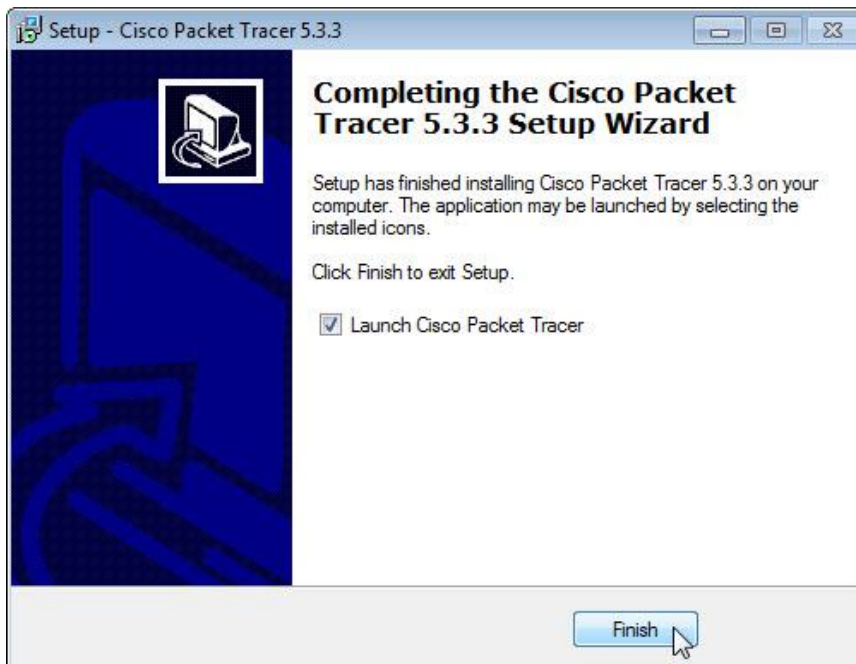 Setup - Cisco Packet Tracer 5.3.3
Completing the Cisco Packet
Tracer 5.3.3 Setup Wizard
Setup has finished installing Cisco Packet Tracer 5.3.3 on your
computer. The application may be launched by selecting the
installed icons.
Click Finish to exit Setup.
Launch Cisco Packet Tracer
Finish